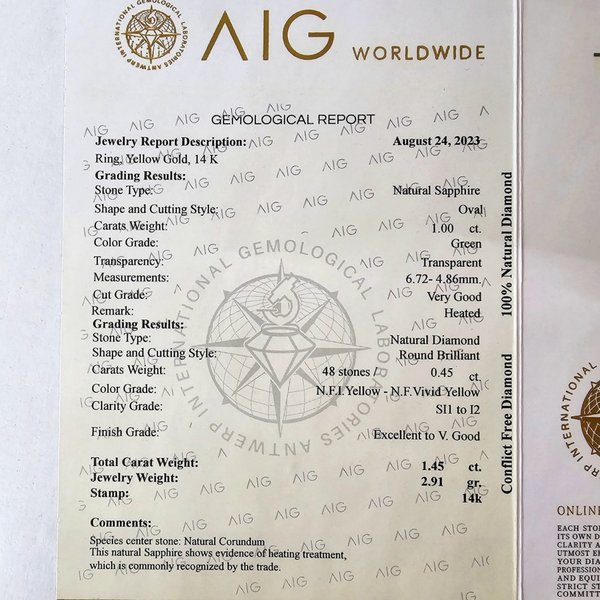 ANTWERP INTERNATIONAL GEMOLOGICAL LABORATORIES
AIG WORLDWIDE
GEMOLOGICAL REPORT
Jewelry Report Description: August 24, 2023
Ring, Yellow Gold, 14 K
Grading Results:
Stone Type: Natural Sapphire
Shape and Cutting Style: Oval
Carats Weight: 1.00 ct.
Color Grade: Green
Transparency: Transparent
Measurements: 6.72- 4.86mm.
Cut Grade: Very Good
Remark: Heated
Grading Results:
Stone Type: Natural Diamond
Shape and Cutting Style: Round Brilliant
Carats Weight: 48 stones / 0.45 ct
Color Grade: N.F.I.Yellow - N.F.Vivid Yellow
Clarity Grade: SI1 to I2
Finish Grade: Excellent to V. Good
Total Carat Weight: 1.45 ct.
Jewelry Weight: 2.91 gr.
Stamp: 14k
Comments:
Species center stone: Natural Corundum
This natural Sapphire shows evidence of heating treatment,
which is commonly recognized by the trade.
100% Natural Diamond
Conflict Free Diamond
ANTWERP INTERNATIONAL GEMOLOGICAL LABORATORIES
ONLINE
EACH STO
ITS OWN D
CLARITY A
UTMOST E
YOUR DIA
PROFESSION
AND EQUI
STRICT ST
COMMITT